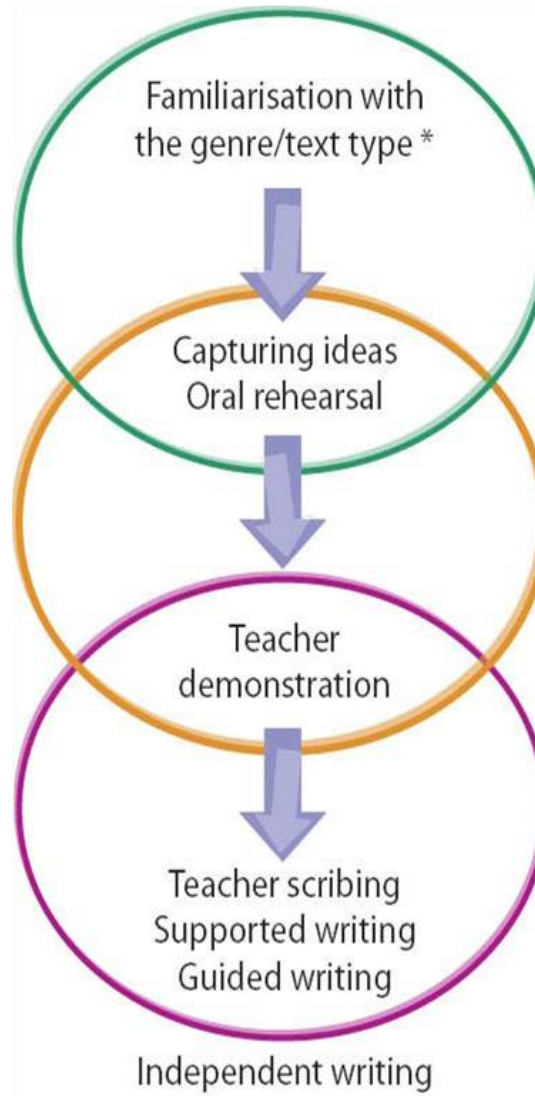 Familiarisation with
the genre/text type *
Capturing ideas
Oral rehearsal
Teacher
demonstration
Teacher scribing
Supported writing
Guided writing
Independent writing